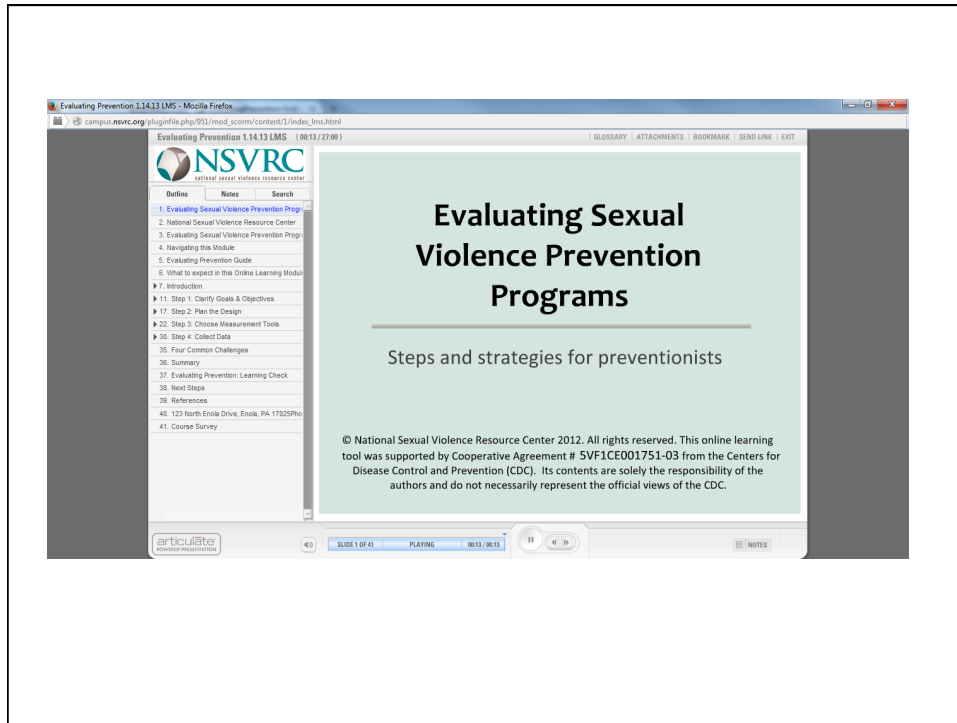 Evaluating Prevention 1.14.13 LMS - Mozilla Firefox
campus.nsvrc.org/pluginfile.php/951/mod_scorm/content/1/index_lms.html
Evaluating Prevention 1.14.13 LMS ( 00:13 / 27:00 )
GLOSSARY | ATTACHMENTS | BOOKMARK | SEND LINK | EXIT
NSVRC
national sexual violence resource center
Outline Notes Search
1. Evaluating Sexual Violence Prevention Progr
2. National Sexual Violence Resource Center
3. Evaluating Sexual Violence Prevention Progr
4. Navigating this Module
5. Evaluating Prevention Guide
6. What to expect in this Online Learning Modul
7. Introduction
11. Step 1: Clarify Goals & Objectives
17. Step 2: Plan the Design
22. Step 3: Choose Measurement Tools
30. Step 4: Collect Data
35. Four Common Challenges
36. Summary
37. Evaluating Prevention: Learning Check
38. Next Steps
39. References
40. 123 North Enola Drive, Enola, PA 17025Pho
41. Course Survey
Evaluating Sexual
Violence Prevention
Programs
Steps and strategies for preventionists
© National Sexual Violence Resource Center 2012. All rights reserved. This online learning
tool was supported by Cooperative Agreement # 5VF1CE001751-03 from the Centers for
Disease Control and Prevention (CDC). Its contents are solely the responsibility of the
authors and do not necessarily represent the official views of the CDC.
articulate
POWERED PRESENTATION
SLIDE 1 OF 41 PLAYING 00:13 / 00:13
NOTES